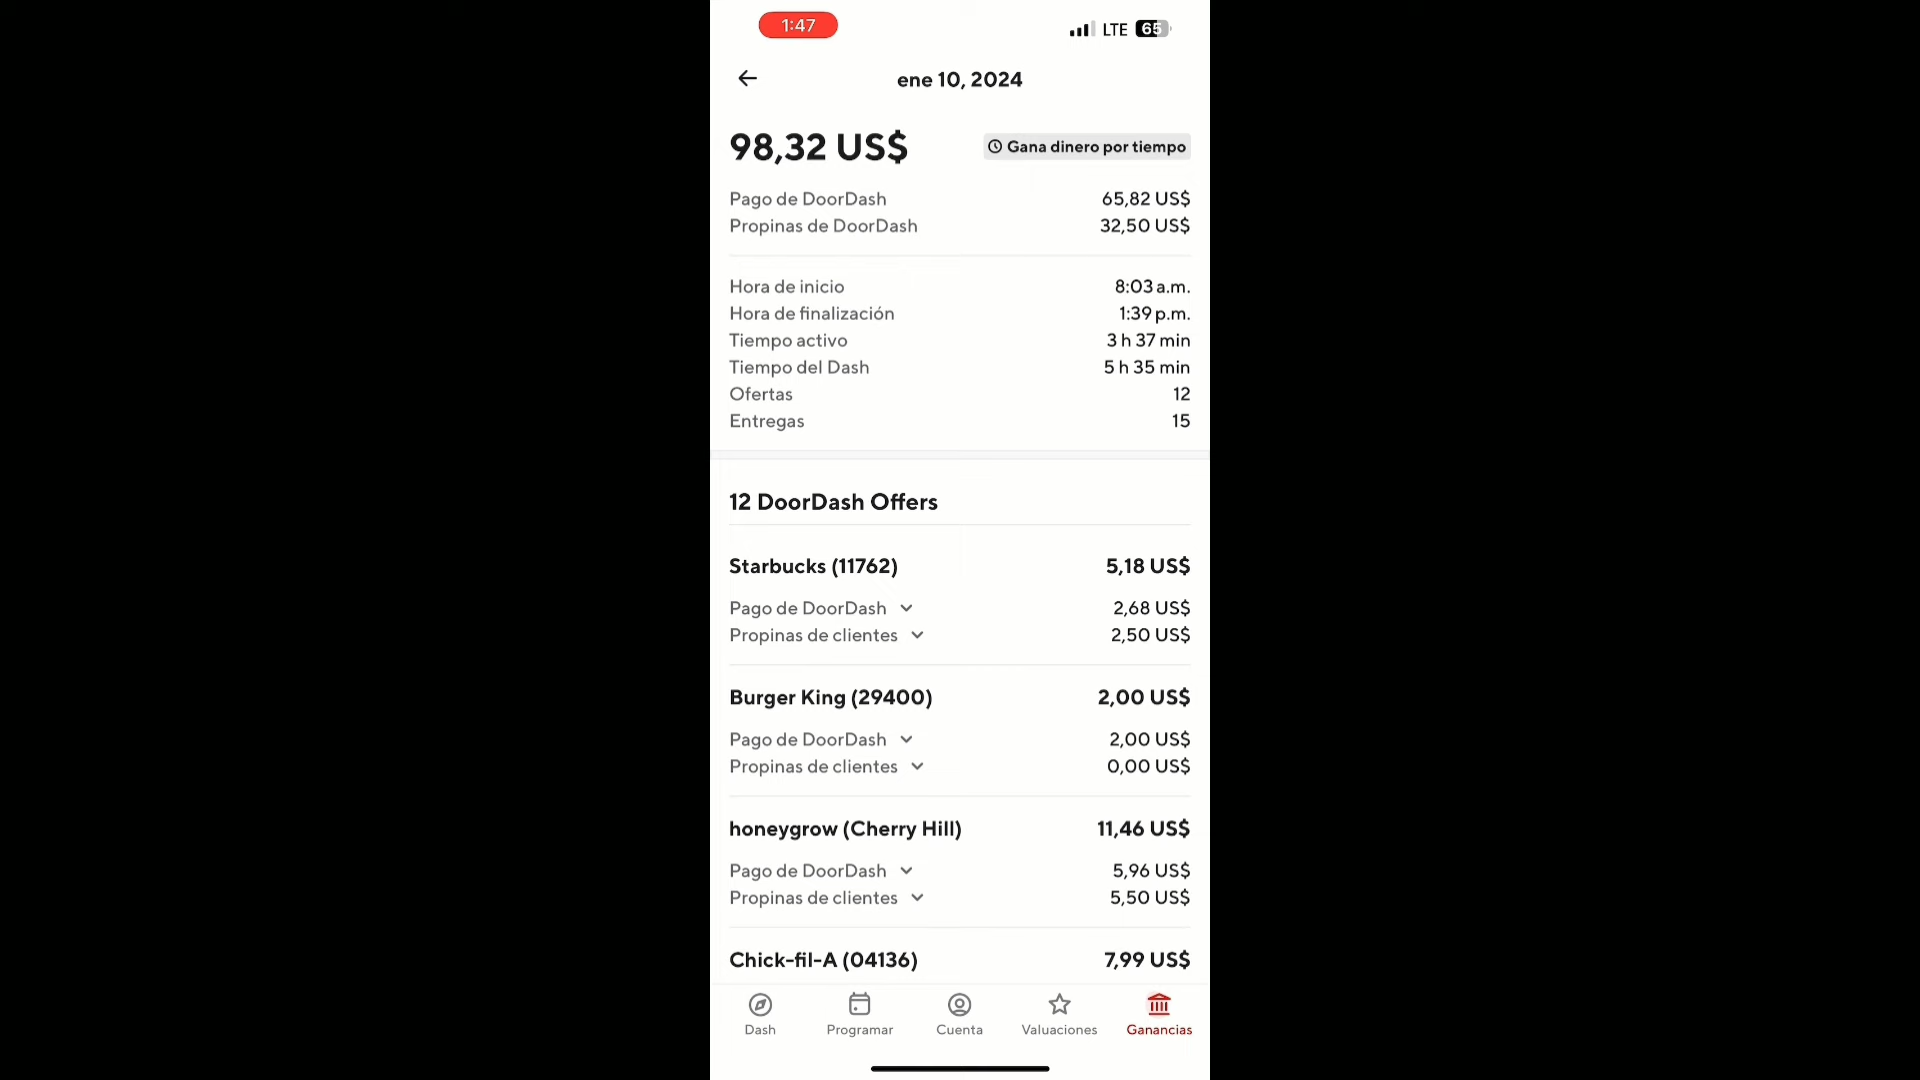 1:47 LTE 65
ene 10, 2024
98,32 US$ Gana dinero por tiempo
Pago de DoorDash 65,82 US$
Propinas de DoorDash 32,50 US$
Hora de inicio 8:03 a.m.
Hora de finalización 1:39 p.m.
Tiempo activo 3 h 37 min
Tiempo del Dash 5 h 35 min
Ofertas 12
Entregas 15
12 DoorDash Offers
Starbucks (11762) 5,18 US$
Pago de DoorDash 2,68 US$
Propinas de clientes 2,50 US$
Burger King (29400) 2,00 US$
Pago de DoorDash 2,00 US$
Propinas de clientes 0,00 US$
honeygrow (Cherry Hill) 11,46 US$
Pago de DoorDash 5,96 US$
Propinas de clientes 5,50 US$
Chick-fil-A (04136) 7,99 US$
Dash Programar Cuenta Valuaciones Ganancias